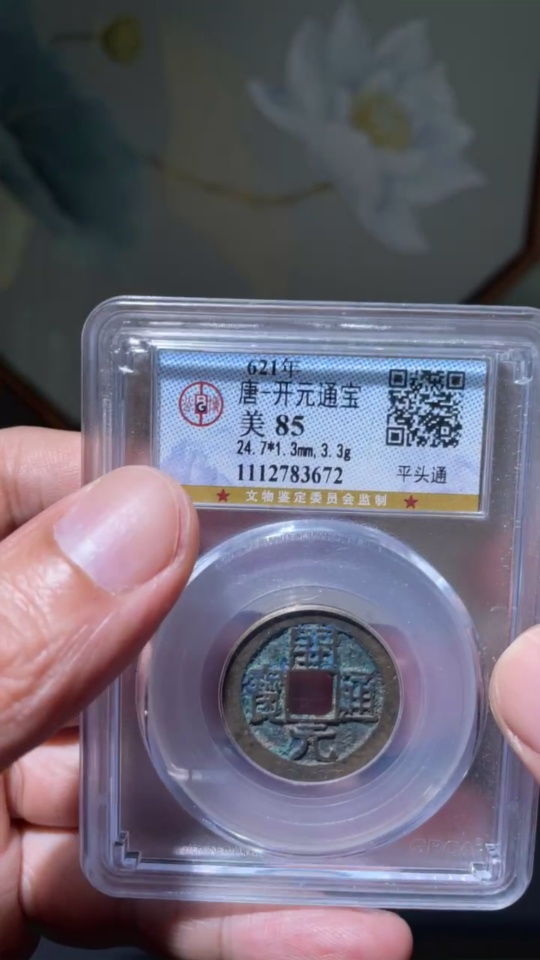 621年
唐-开元通宝
美 85
24.7*1.3mm,3.3g
1112783672
平头通
★ 文物鉴定委员会监制 ★
開
寶 通
元